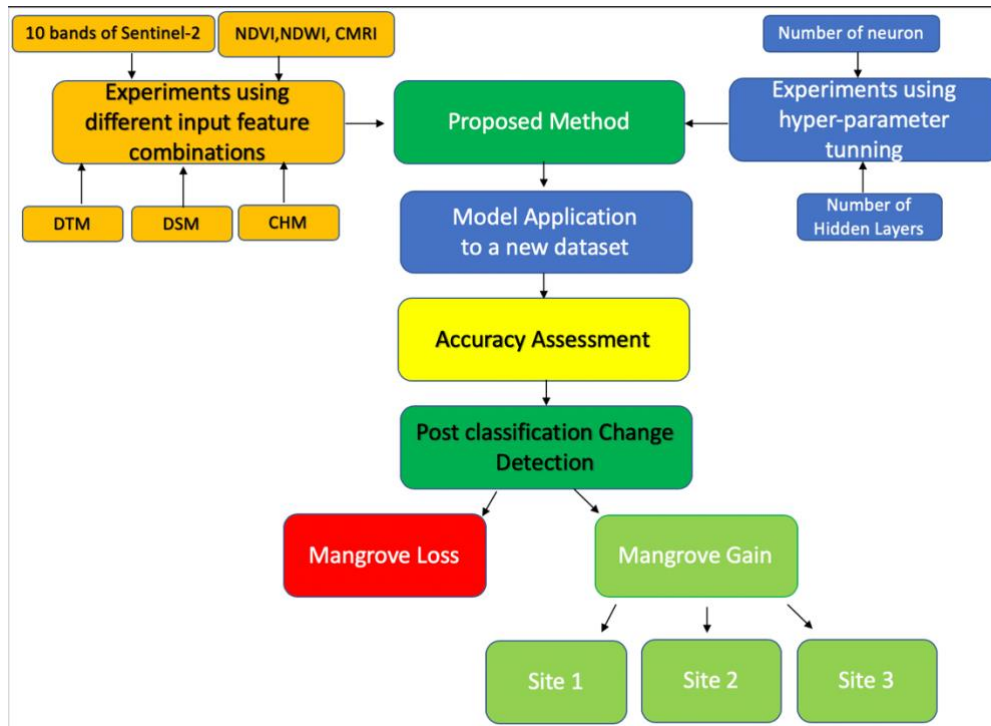 10 bands of Sentinel-2
NDVI,NDWI, CMRI
Number of neuron
Experiments using
different input feature
combinations
Proposed Method
Experiments using
hyper-parameter
tunning
DTM
DSM
CHM
Model Application
to a new dataset
Number of
Hidden Layers
Accuracy Assessment
Post classification Change
Detection
Mangrove Loss
Mangrove Gain
Site 1
Site 2
Site 3